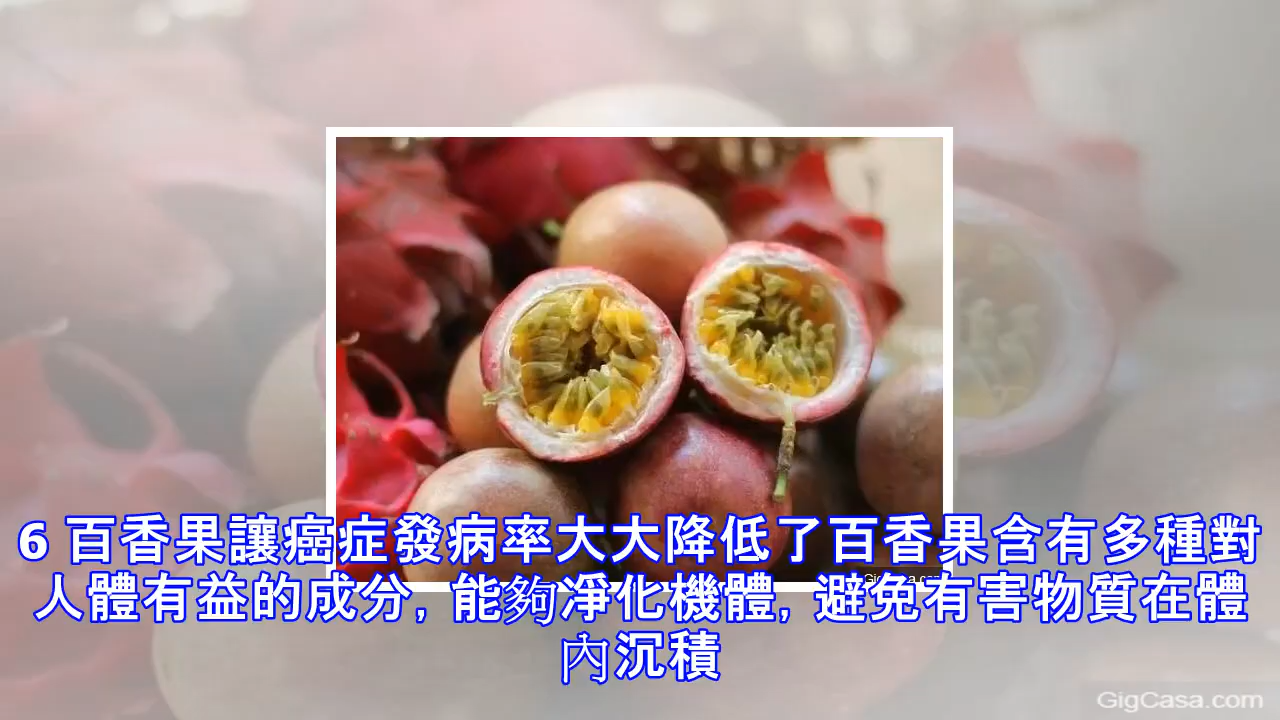 6 百香果讓癌症發病率大大降低了百香果含有多種對
人體有益的成分, 能夠淨化機體, 避免有害物質在體
內沉積
GigCasa.com
GigCasa.com